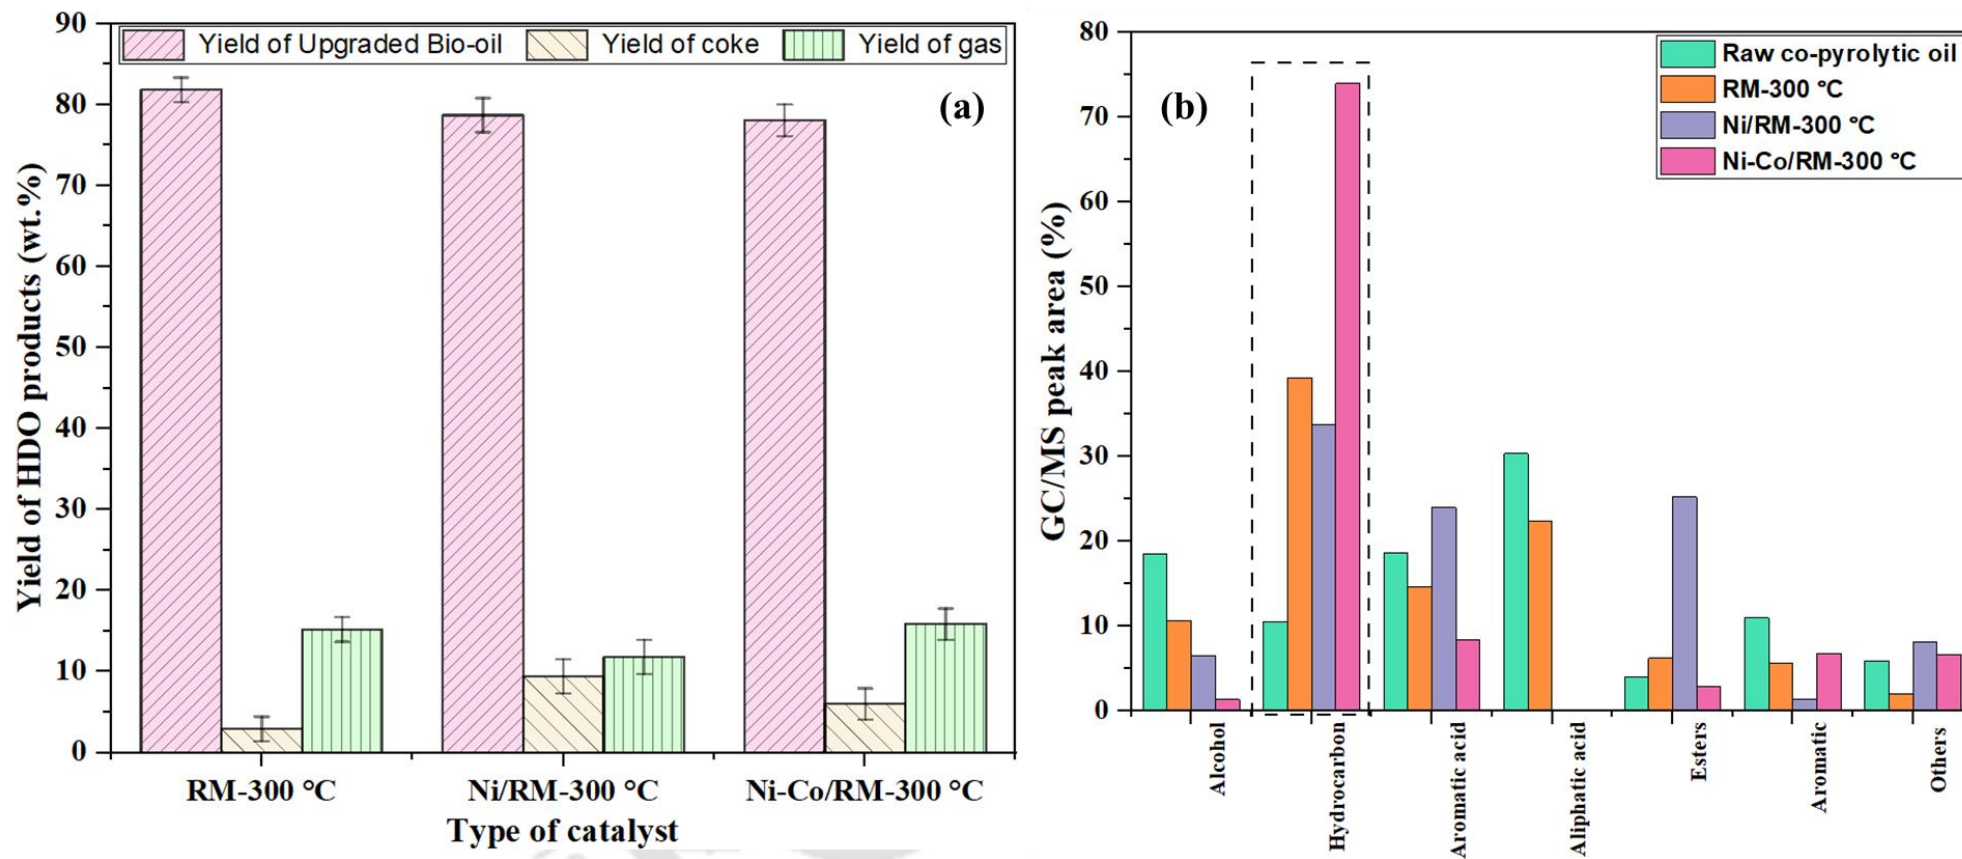 Yield of HDO products (wt.%)
90
80
70
60
50
40
30
20
10
0
Yield of Upgraded Bio-oil
Yield of coke
Yield of gas
(a)
RM-300 °C
Ni/RM-300 °C
Ni-Co/RM-300 °C
Type of catalyst
GC/MS peak area (%)
80
70
60
50
40
30
20
10
0
(b)
Raw co-pyrolytic oil
RM-300 °C
Ni/RM-300 °C
Ni-Co/RM-300 °C
Alcohol
Hydrocarbon
Aromatic acid
Aliphatic acid
Esters
Aromatic
Others